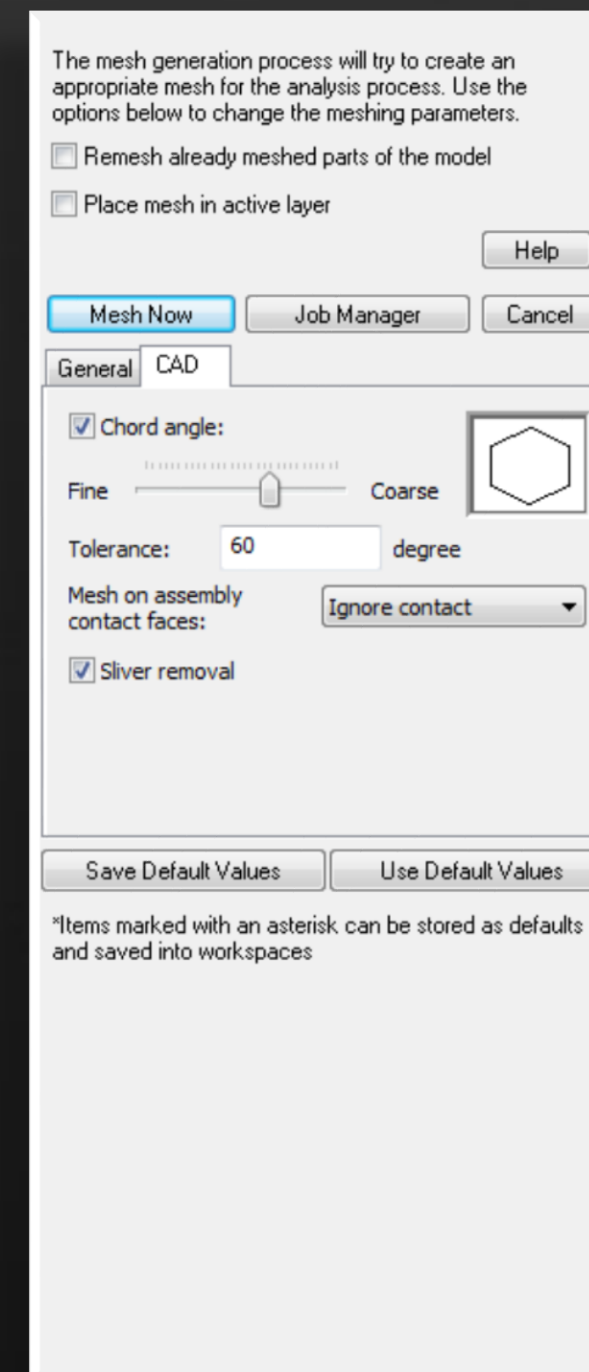 The mesh generation process will try to create an
appropriate mesh for the analysis process. Use the
options below to change the meshing parameters.
Remesh already meshed parts of the model
Place mesh in active layer
Help
Mesh Now Job Manager Cancel
General CAD
Chord angle:
Fine Coarse
Tolerance: 60 degree
Mesh on assembly
contact faces:
Ignore contact
Sliver removal
Save Default Values Use Default Values
*Items marked with an asterisk can be stored as defaults
and saved into workspaces